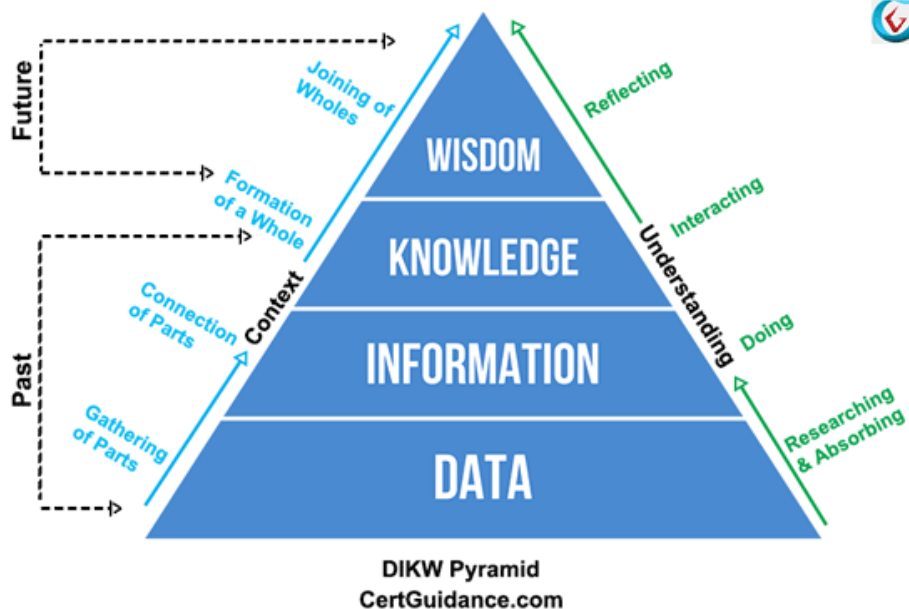 Future
Joining of
Wholes
Formation
of a Whole
Past
Context
Connection
of Parts
Gathering
of Parts
WISDOM
KNOWLEDGE
INFORMATION
DATA
Reflecting
Interacting
Understanding
Doing
Researching
& Absorbing
DIKW Pyramid
CertGuidance.com